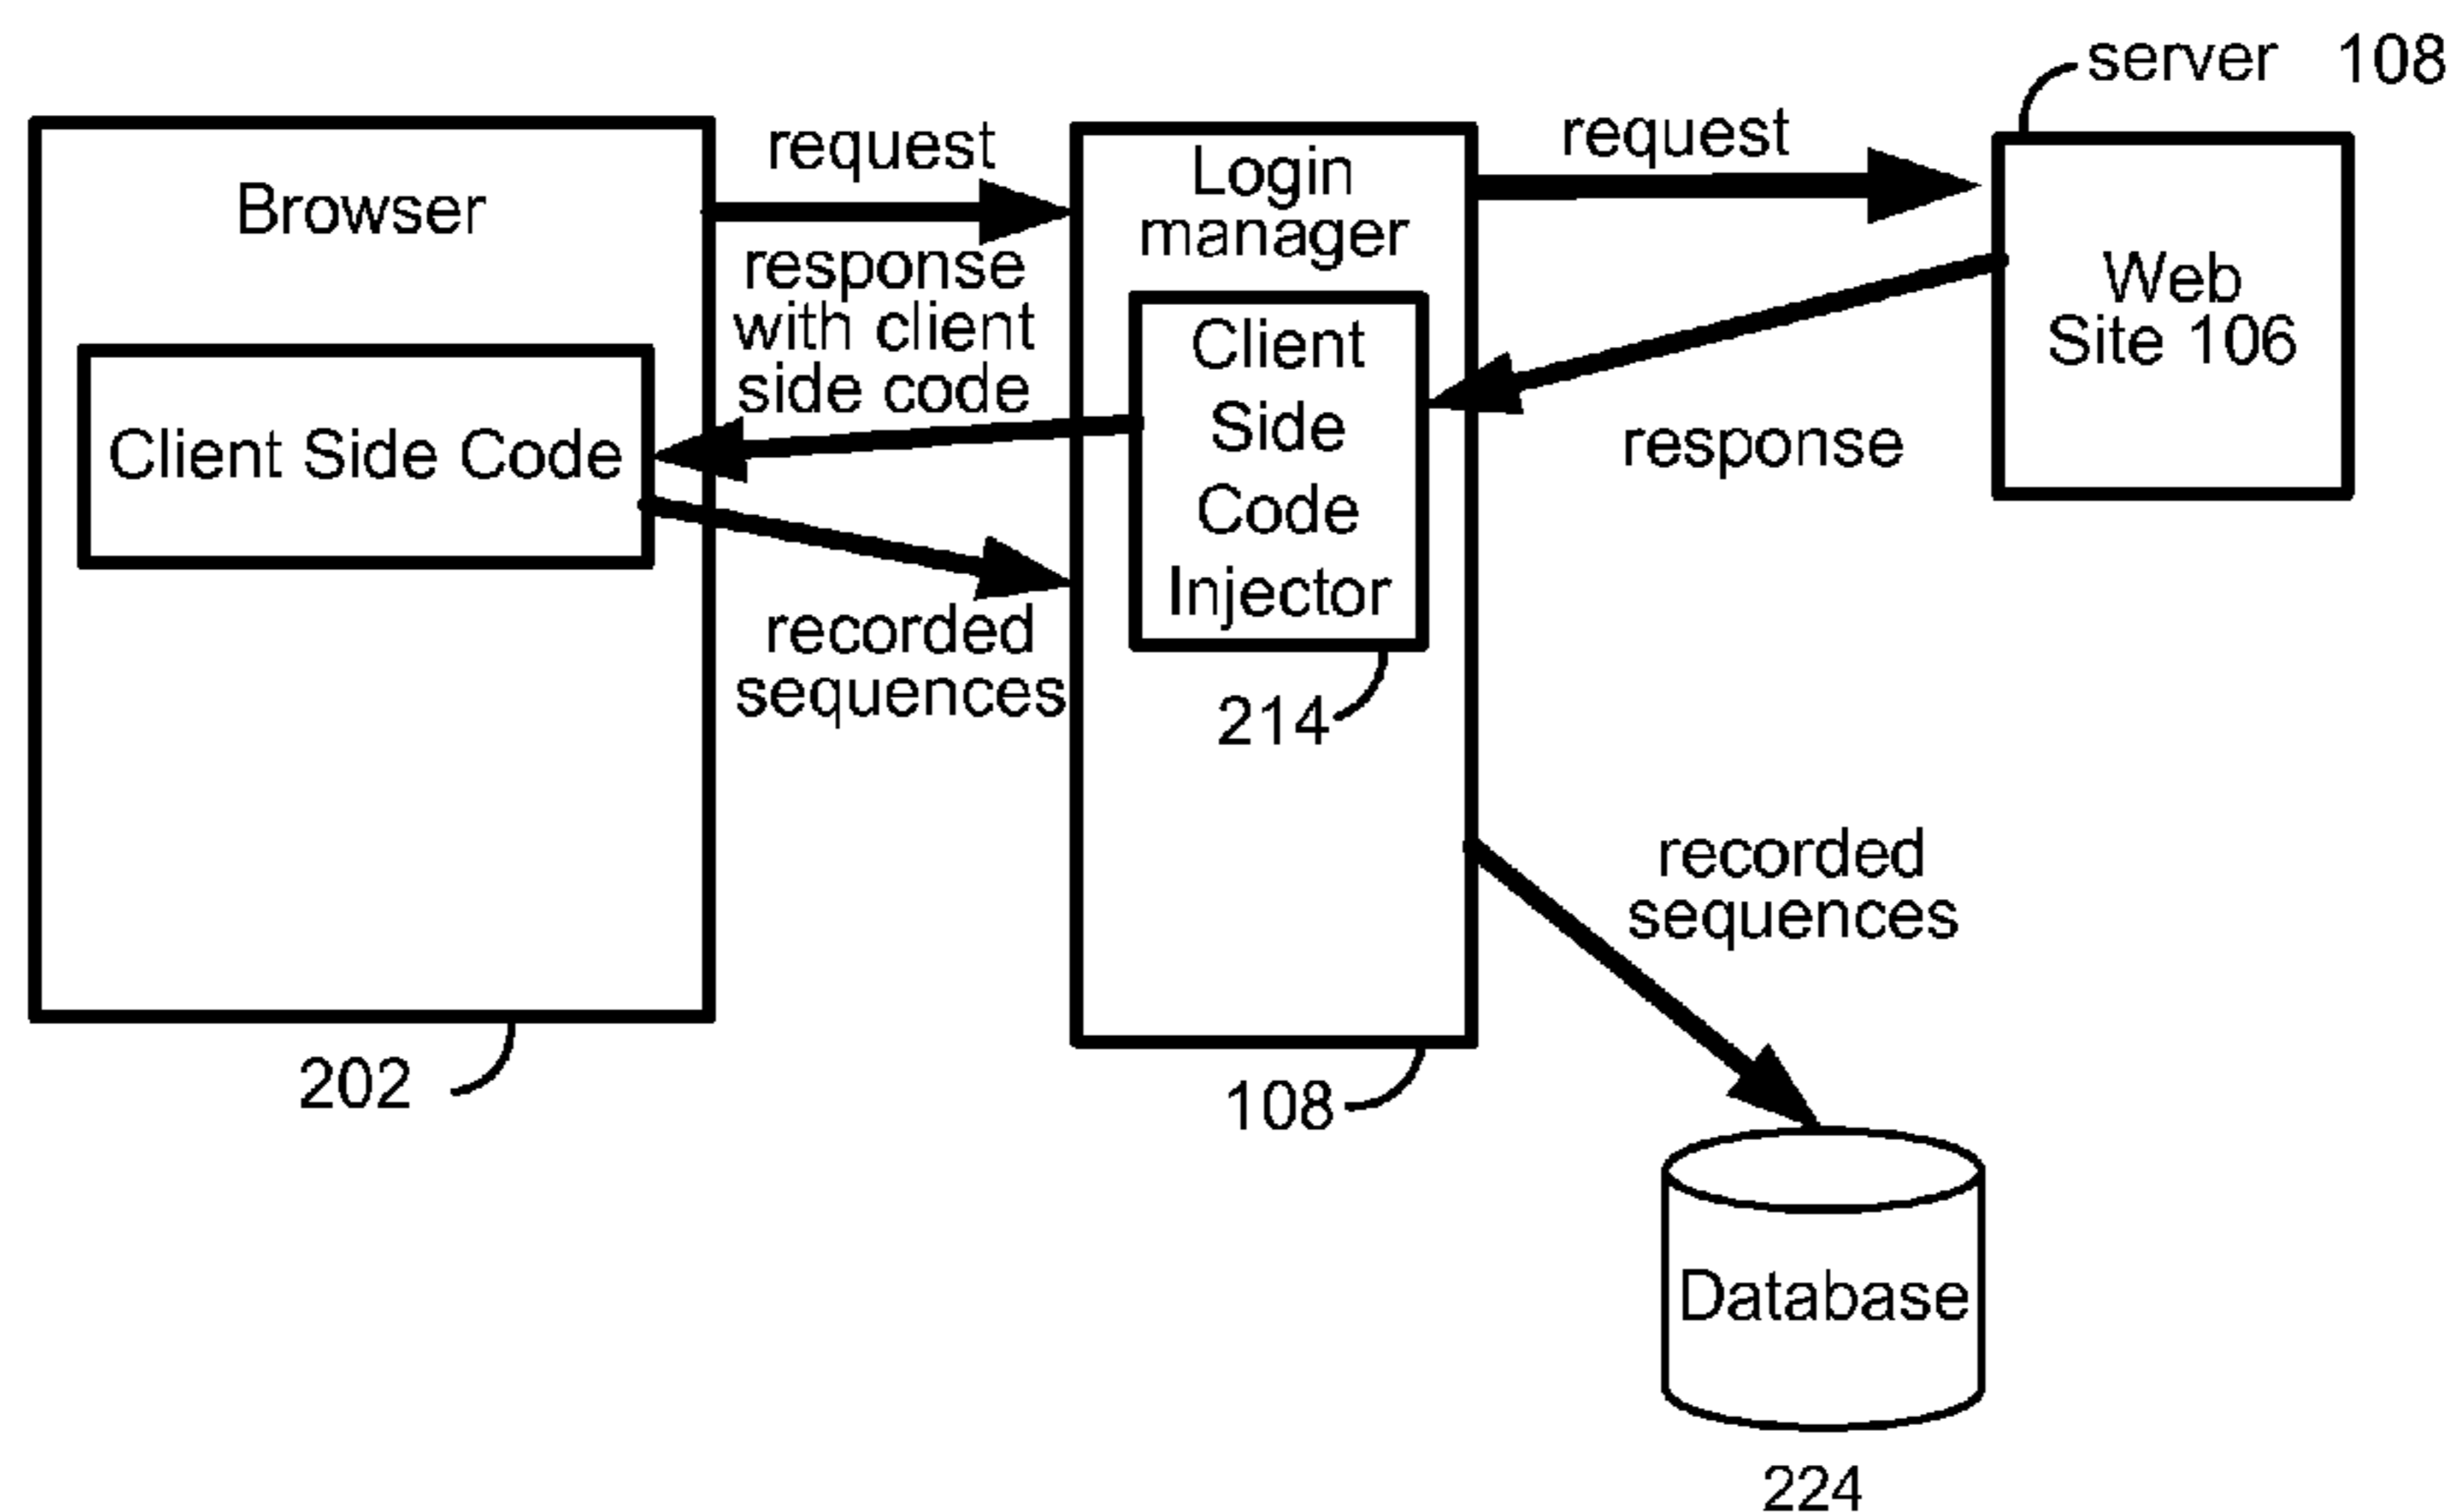 server 108
Browser
request
Login
manager
request
response
with client
side code
Web
Site 106
Client Side Code
Client
Side
Code
Injector
response
recorded
sequences
214
recorded
sequences
202
108
Database
224